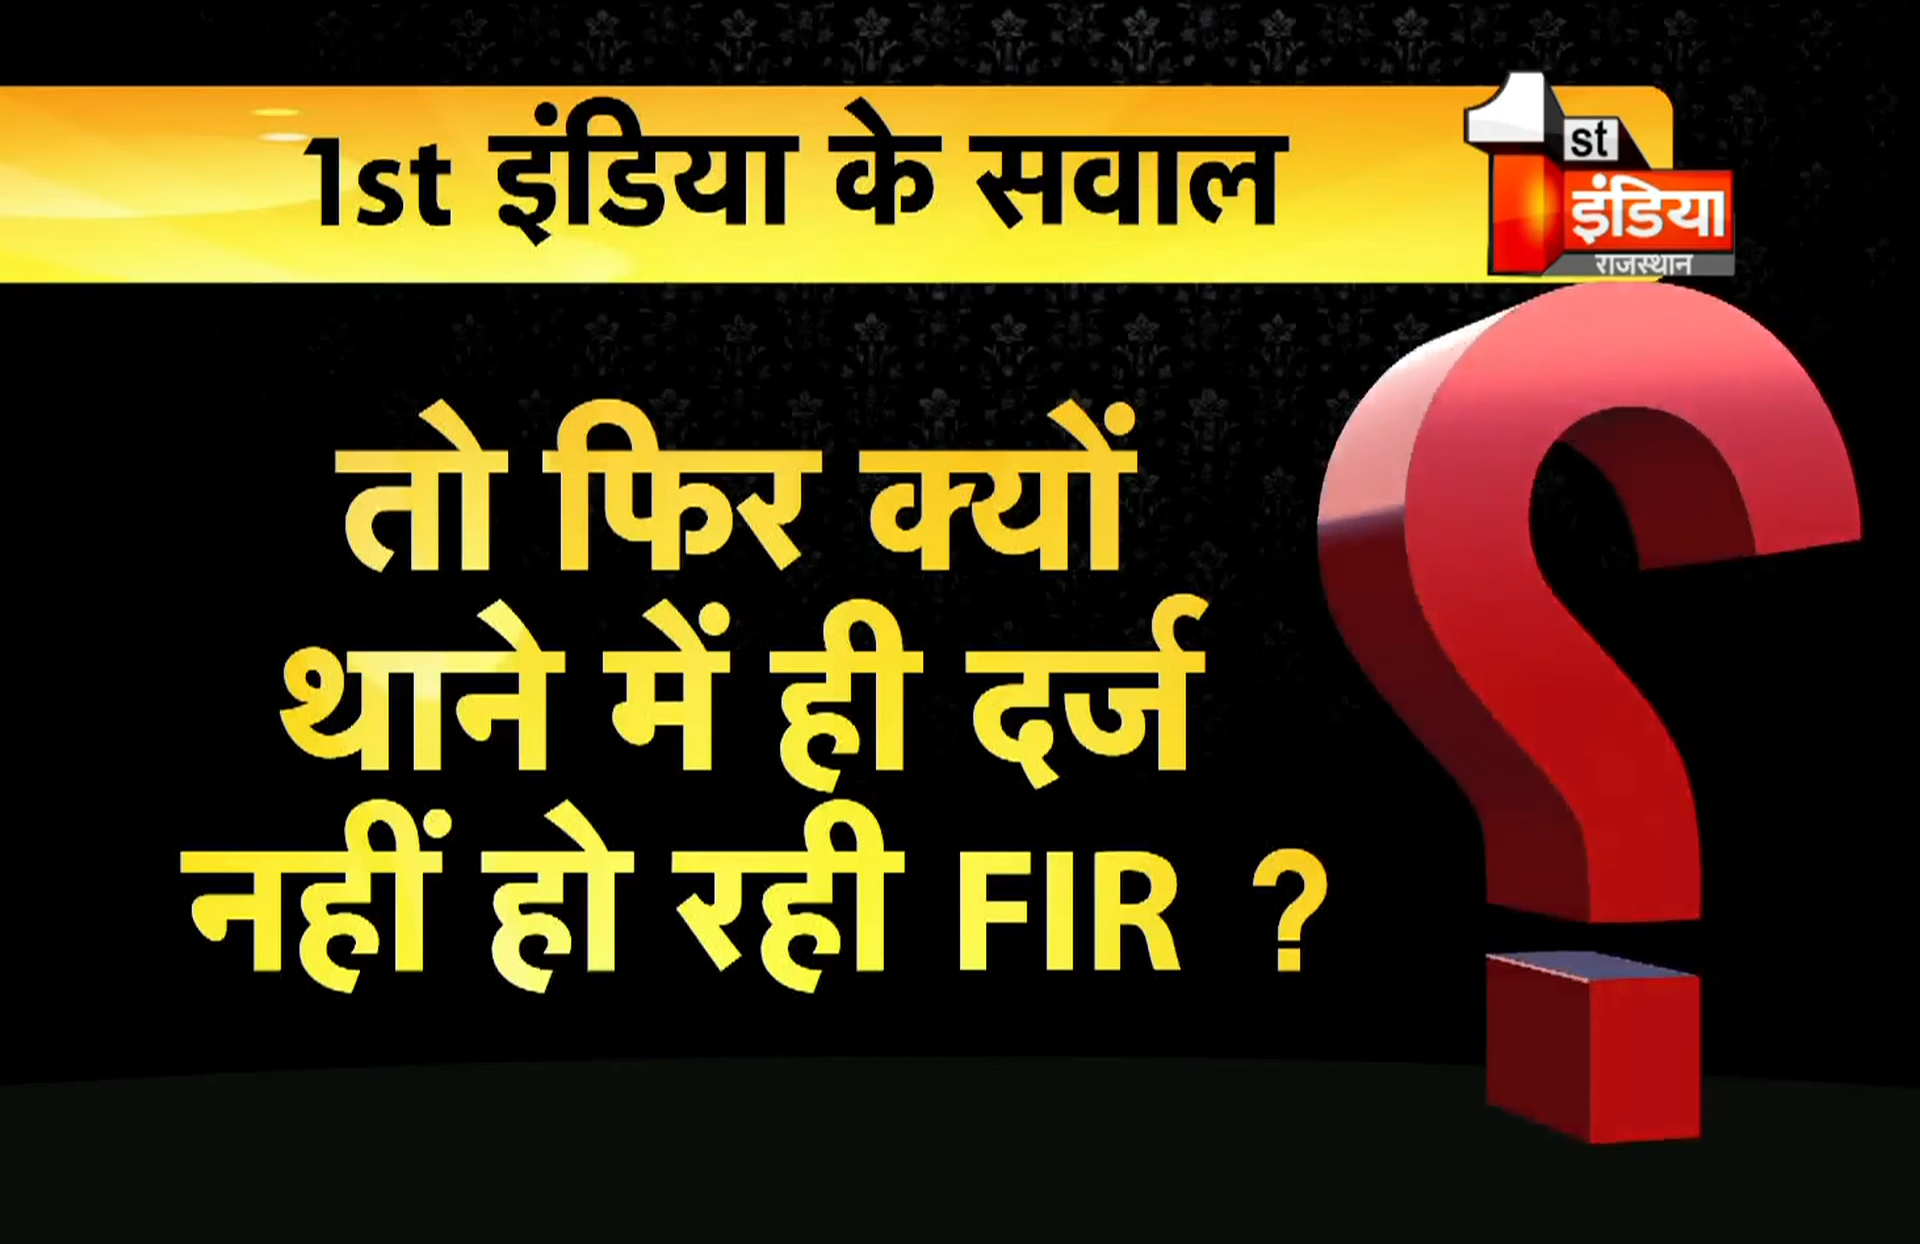 1st इंडिया के सवाल
1st
इंडिया
राजस्थान
तो फिर क्यों
थाने में ही दर्ज
नहीं हो रही FIR ?